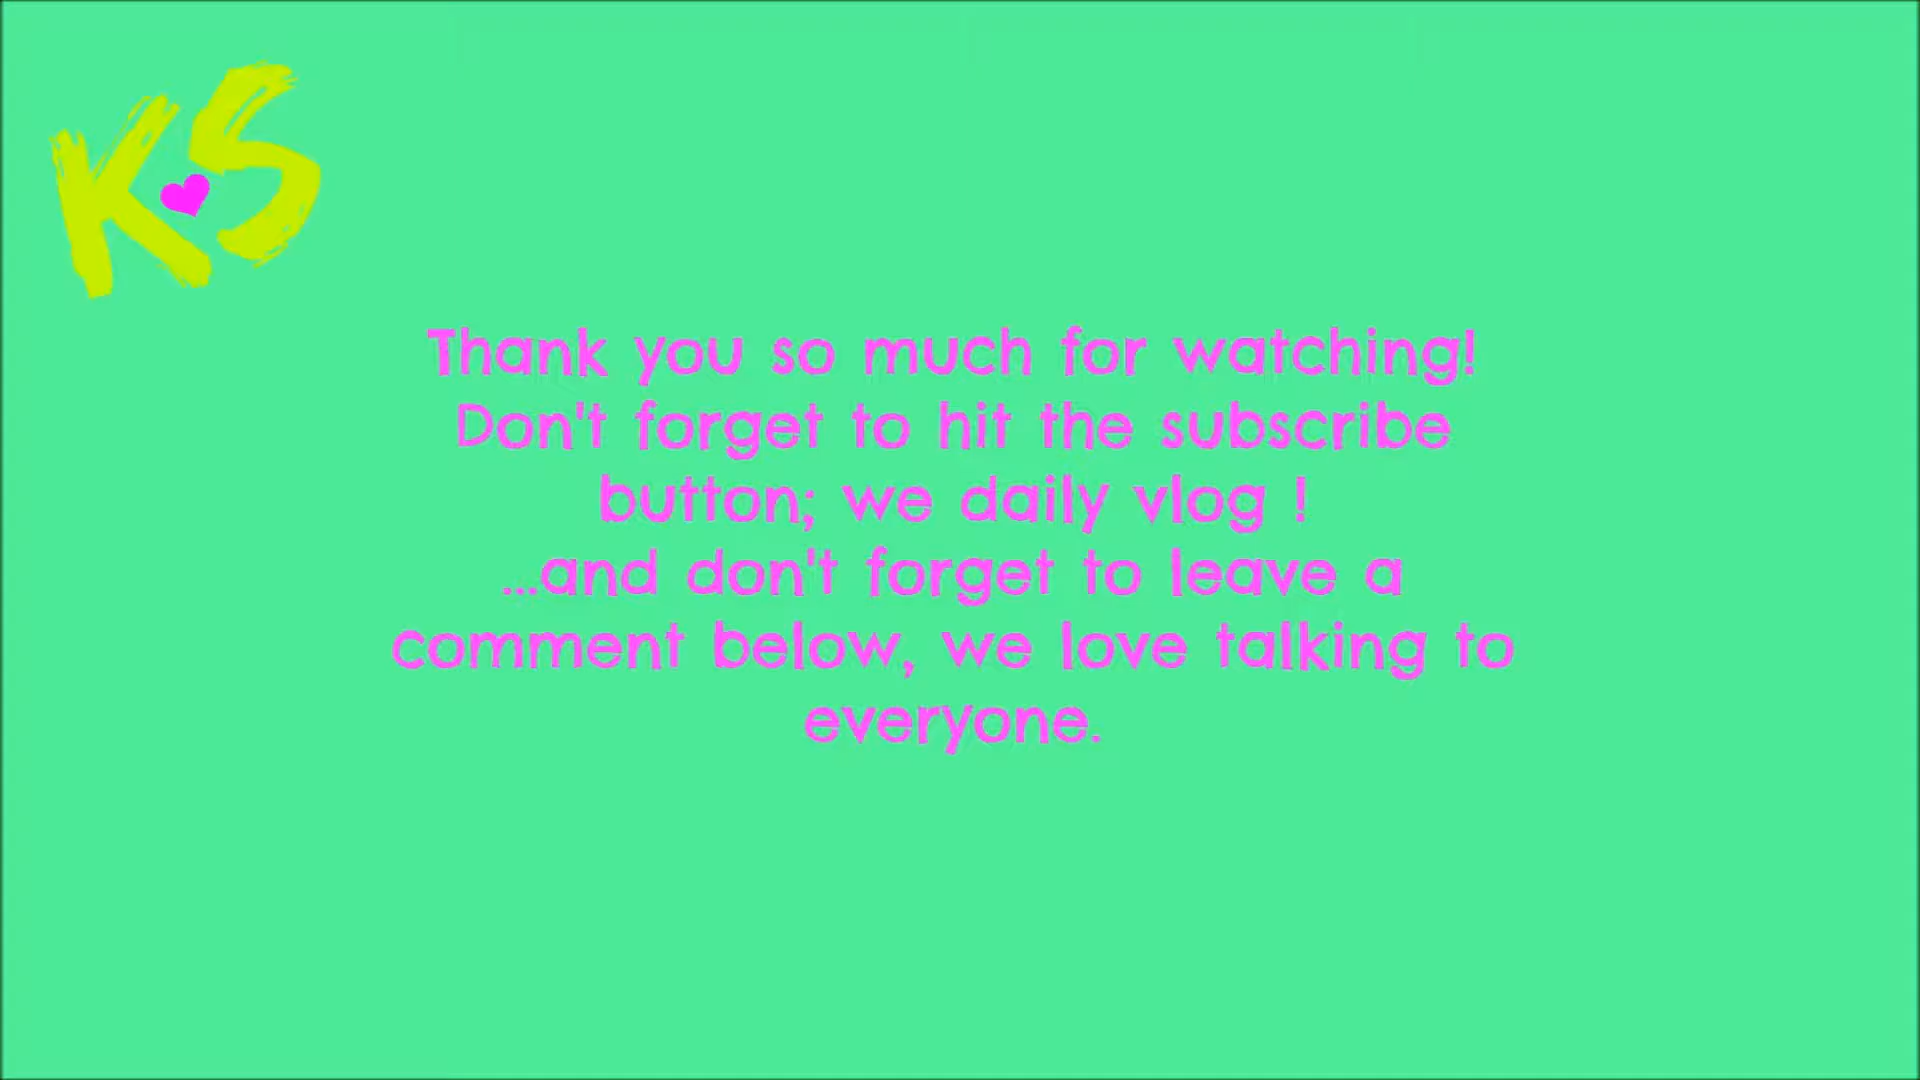 KS
Thank you so much for watching!
Don't forget to hit the subscribe
button; we daily vlog !
...and don't forget to leave a
comment below, we love talking to
everyone.